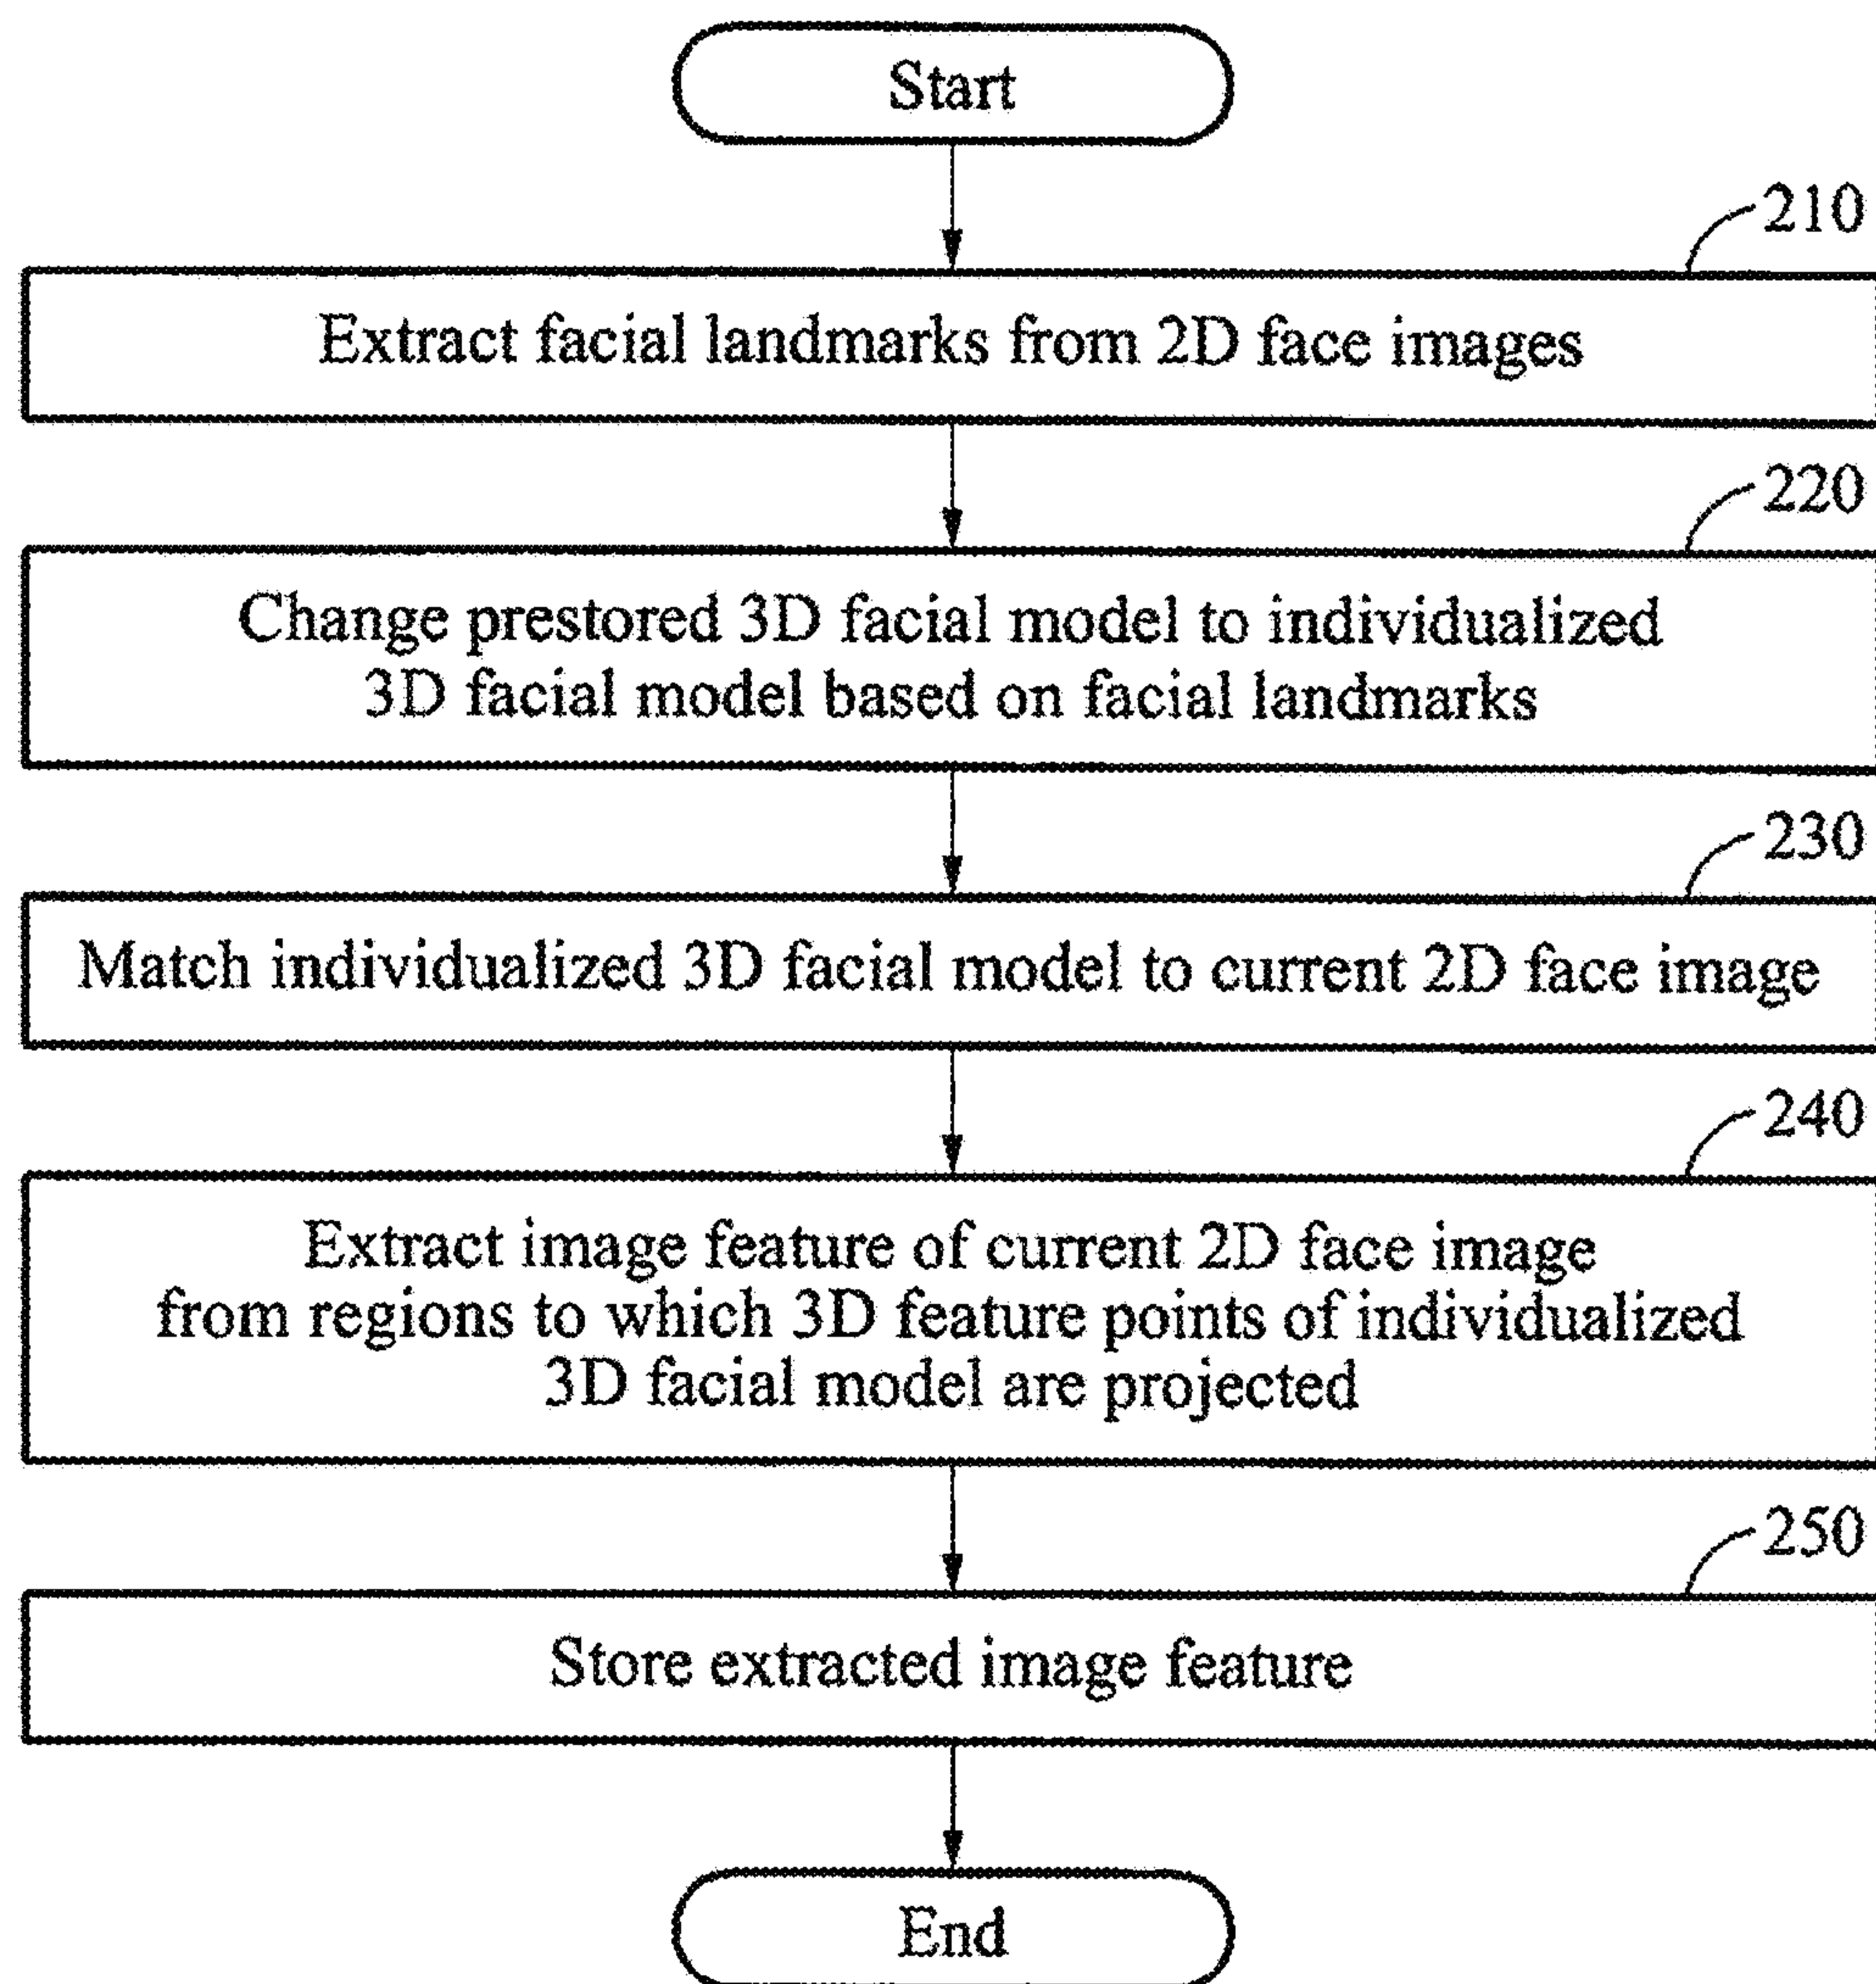 Start
210
Extract facial landmarks from 2D face images
220
Change prestored 3D facial model to individualized
3D facial model based on facial landmarks
230
Match individualized 3D facial model to current 2D face image
240
Extract image feature of current 2D face image
from regions to which 3D feature points of individualized
3D facial model are projected
250
Store extracted image feature
End